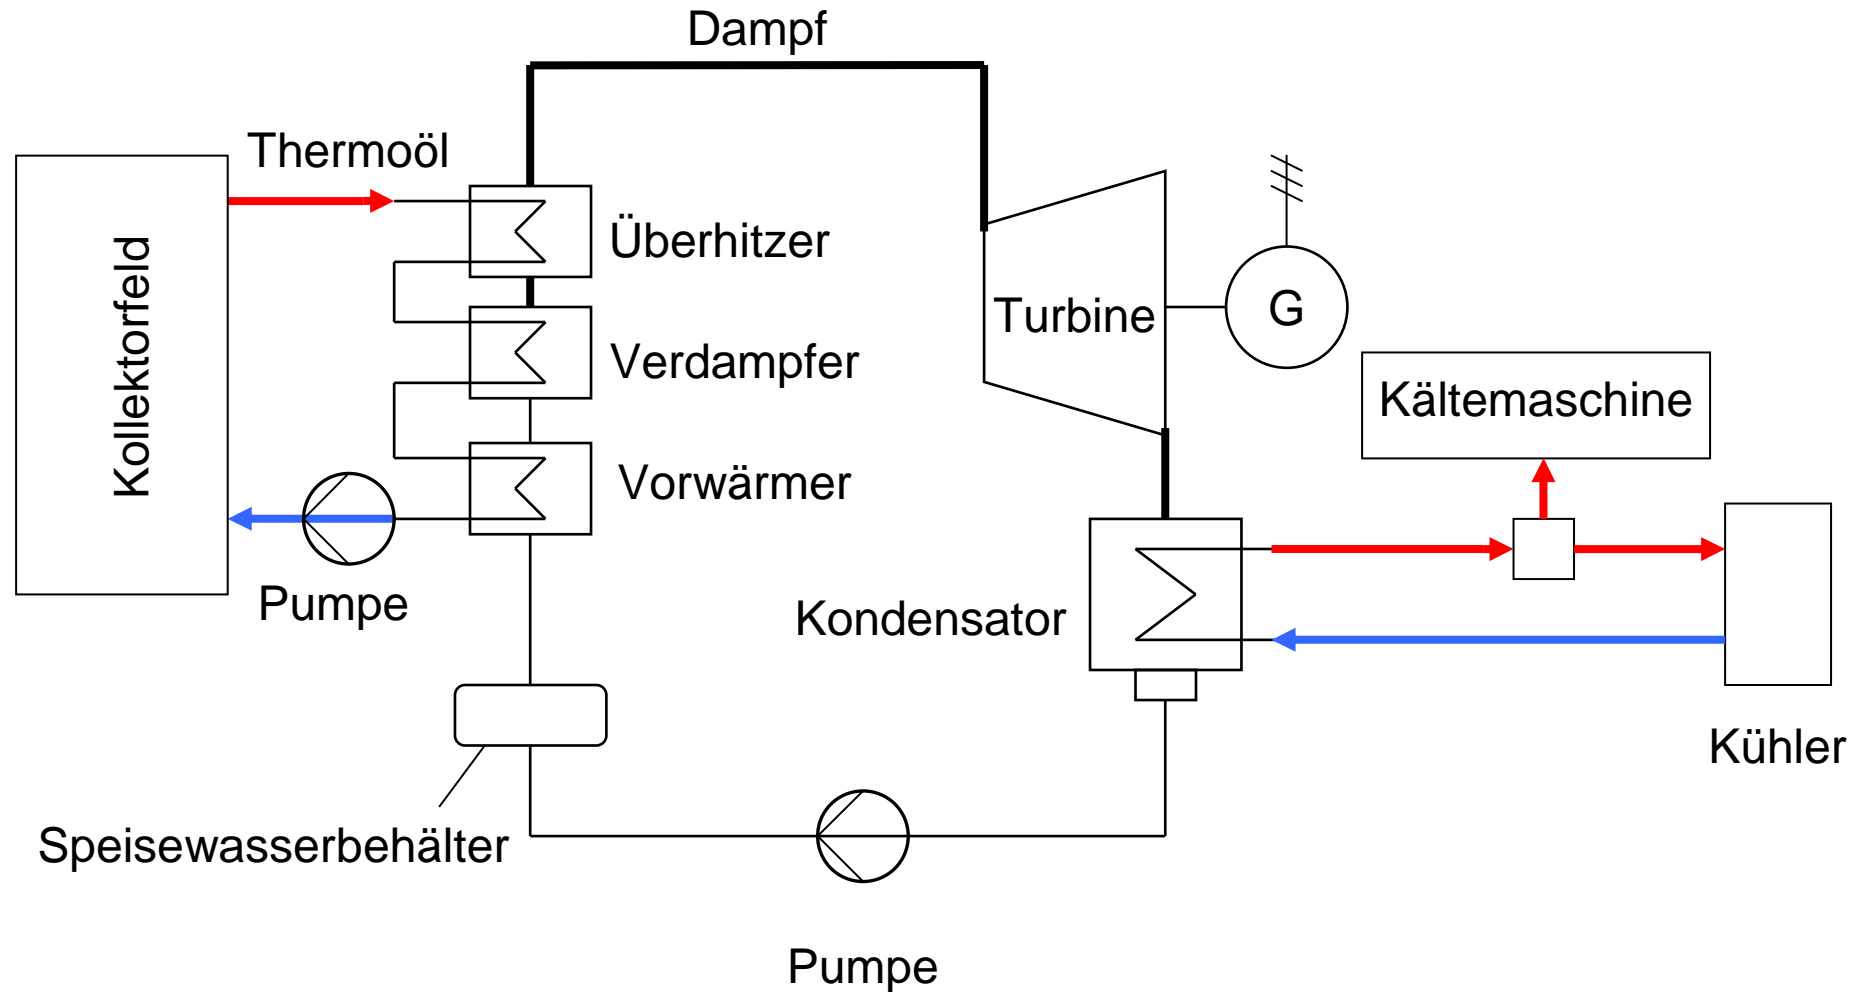 Dampf
Thermoöl
Kollektorfeld
Überhitzer
Turbine
G
Verdampfer
Kältemaschine
Vorwärmer
Pumpe
Kondensator
Kühler
Speisewasserbehälter
Pumpe